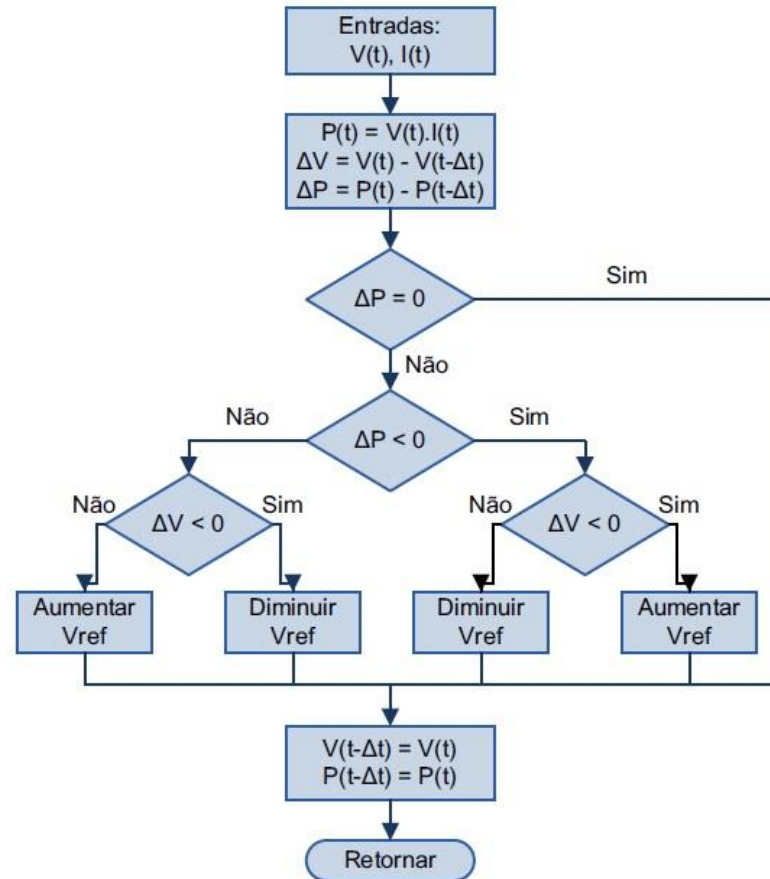 Entradas:
V(t), I(t)
P(t) = V(t).I(t)
ΔV = V(t) - V(t-Δt)
ΔP = P(t) - P(t-Δt)
ΔP = 0
Sim
Não
ΔP < 0
Não
Sim
ΔV < 0
Não
Sim
ΔV < 0
Não
Sim
Aumentar
Vref
Diminuir
Vref
Diminuir
Vref
Aumentar
Vref
V(t-Δt) = V(t)
P(t-Δt) = P(t)
Retornar